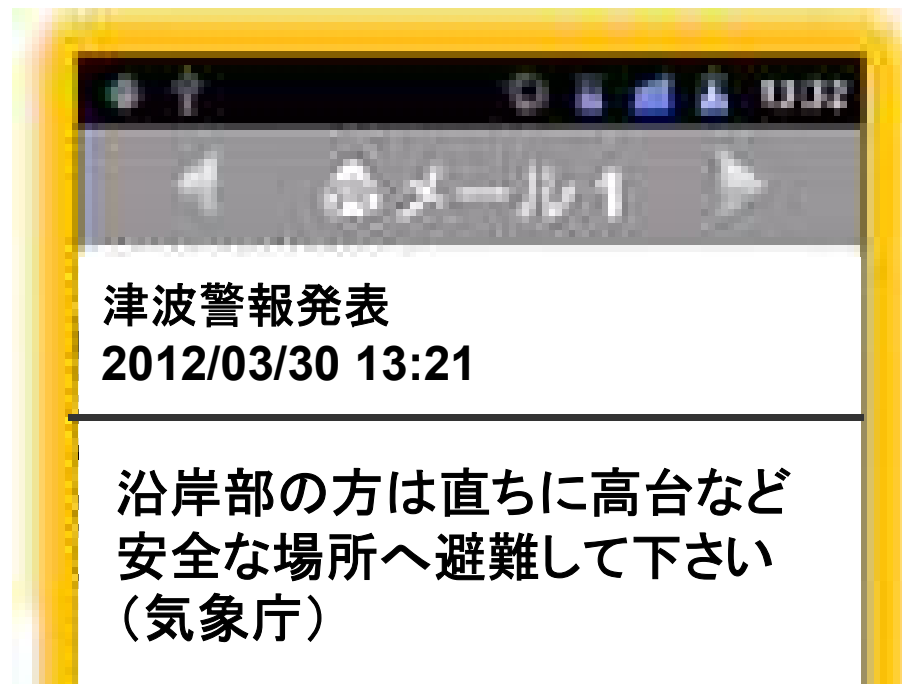 13:32
メール 1
津波警報発表
2012/03/30 13:21
沿岸部の方は直ちに高台など
安全な場所へ避難して下さい
（気象庁）